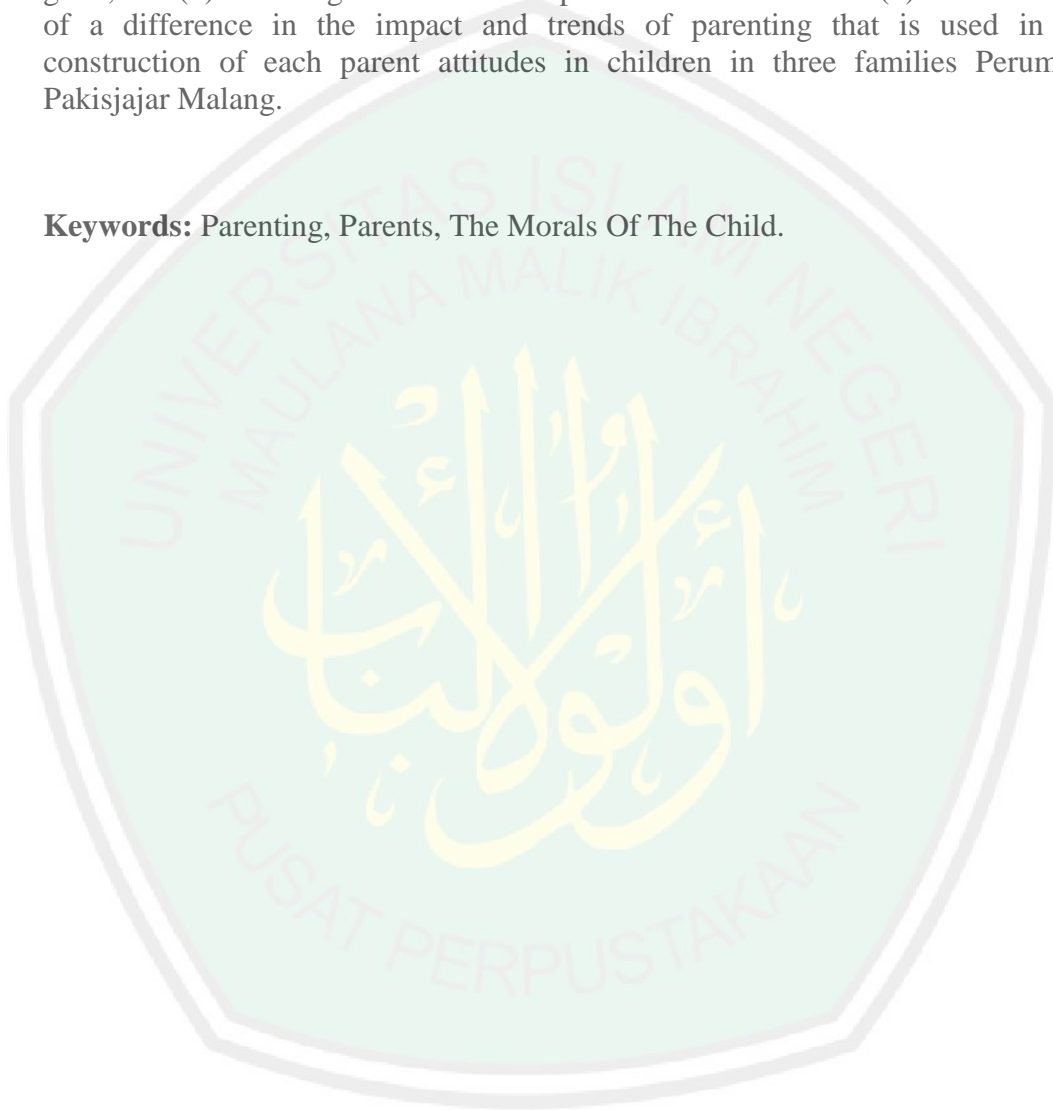 of a difference in the impact and trends of parenting that is used in
construction of each parent attitudes in children in three families Perum
Pakisjajar Malang.
Keywords: Parenting, Parents, The Morals Of The Child.
UNIVERSITAS ISLAM NEGERI
MAULANA MALIK IBRAHIM
أولوا الألباب
PUSAT PERPUSTAKAAN